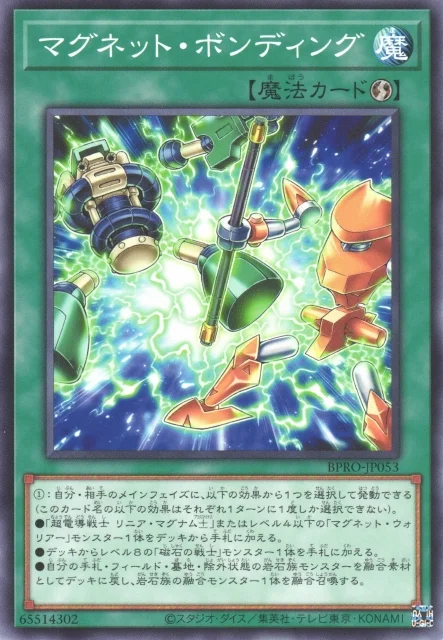 マグネット・ボンディング 魔
【魔法カード】
BPRO-JP053
①：自分・相手のメインフェイズに、以下の効果から１つを選択して発動できる
（このカード名の以下の効果はそれぞれ１ターンに１度しか選択できない）。
●「超電導戦士 リニア・マグナム±」またはレベル４以下の「マグネット・ウォ
リアー」モンスター１体をデッキから手札に加える。
●デッキからレベル８の「磁石の戦士」モンスター１体を手札に加える。
●自分の手札・フィールド・墓地・除外状態の岩石族モンスターを融合素材
としてデッキに戻し、岩石族の融合モンスター１体を融合召喚する。
65514302 ©スタジオ・ダイス／集英社・テレビ東京・KONAMI